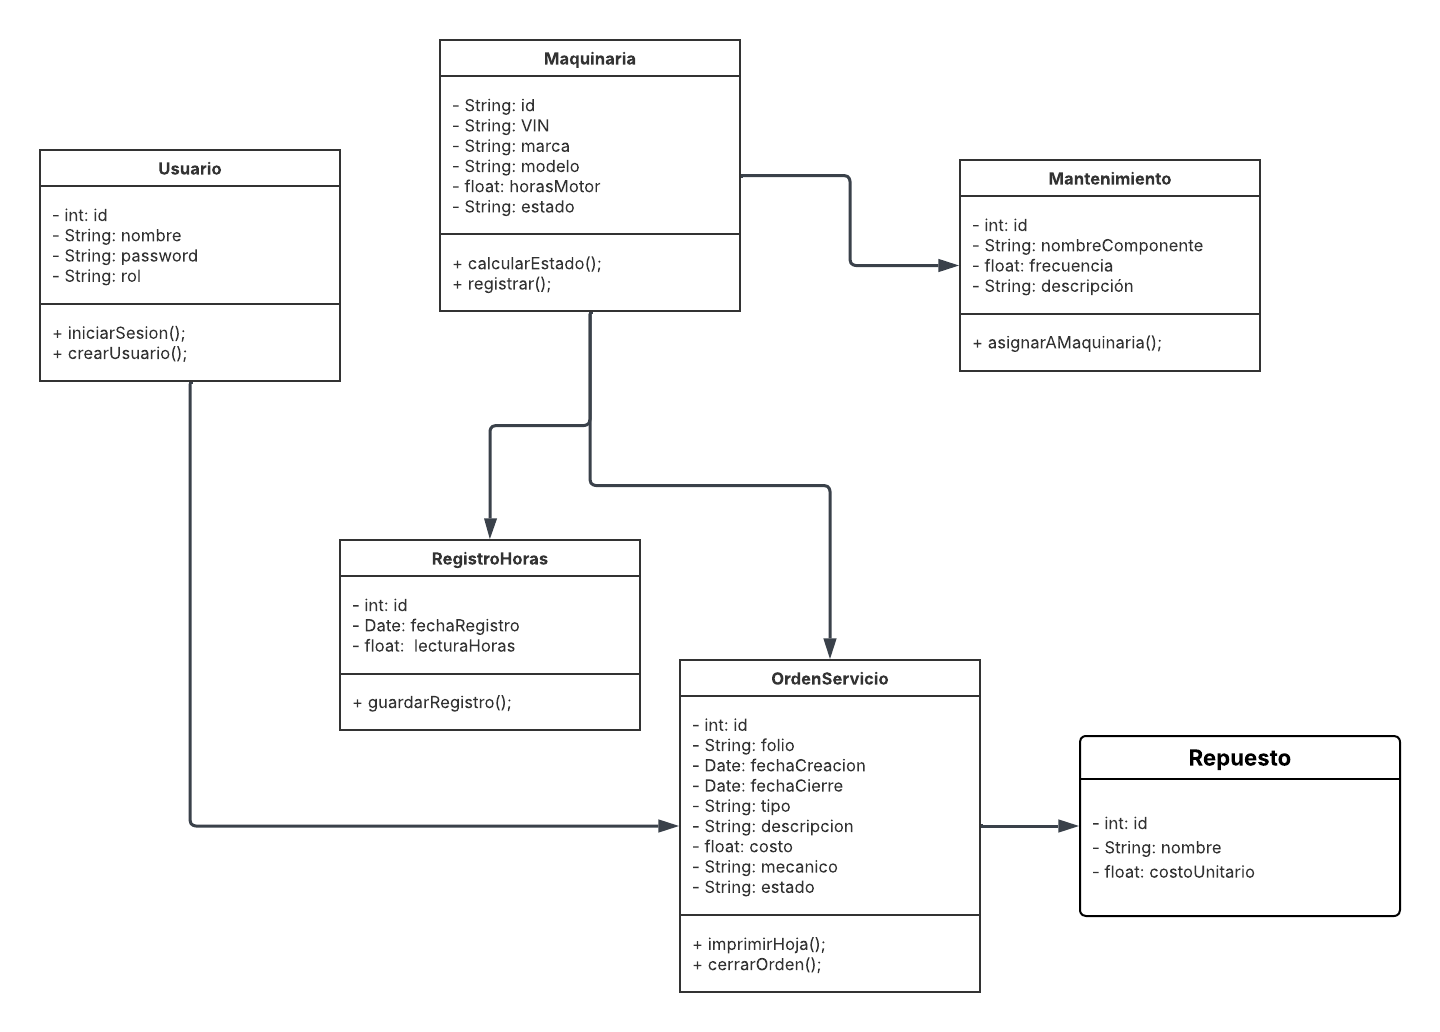 Maquinaria
- String: id
- String: VIN
- String: marca
- String: modelo
- float: horasMotor
- String: estado
+ calcularEstado();
+ registrar();
Usuario
- int: id
- String: nombre
- String: password
- String: rol
+ iniciarSesion();
+ crearUsuario();
Mantenimiento
- int: id
- String: nombreComponente
- float: frecuencia
- String: descripción
+ asignarAMaquinaria();
RegistroHoras
- int: id
- Date: fechaRegistro
- float:  lecturaHoras
+ guardarRegistro();
OrdenServicio
- int: id
- String: folio
- Date: fechaCreacion
- Date: fechaCierre
- String: tipo
- String: descripcion
- float: costo
- String: mecanico
- String: estado
+ imprimirHoja();
+ cerrarOrden();
Repuesto
- int: id
- String: nombre
- float: costoUnitario